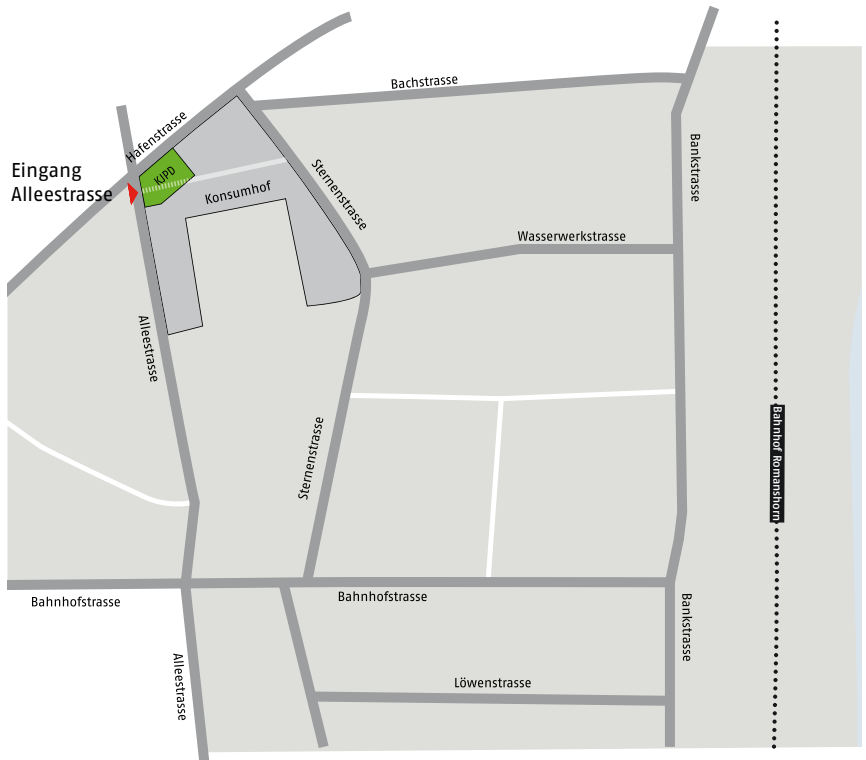 Bachstrasse
Hafenstrasse
Bankstrasse
Eingang
Alleestrasse
KJPD
Sternenstrasse
Konsumhof
Wasserwerkstrasse
Alleestrasse
Sternenstrasse
Bahnhof Romanshorn
Bahnhofstrasse
Bahnhofstrasse
Bankstrasse
Alleestrasse
Löwenstrasse